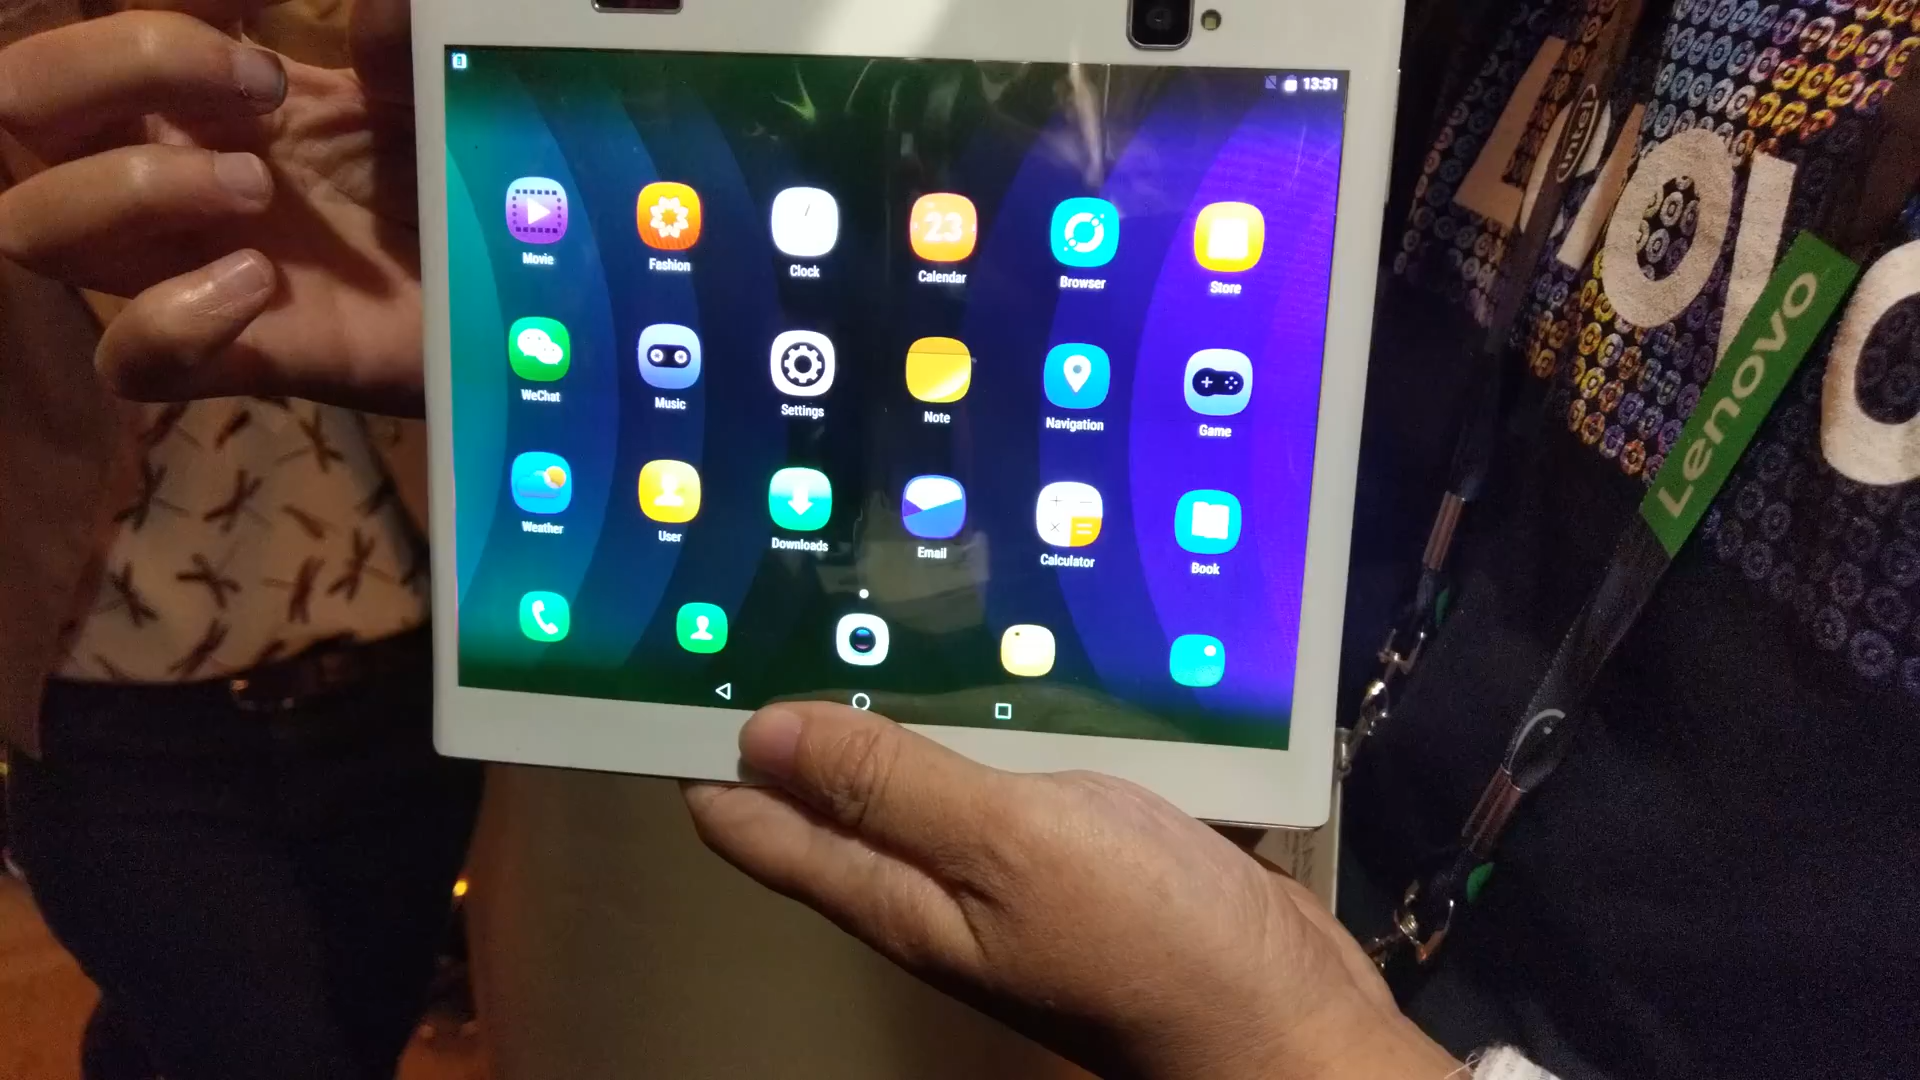 13:51
Movie
Fashion
Clock
23
Calendar
Browser
Store
WeChat
Music
Settings
Note
Navigation
Game
Weather
User
Downloads
Email
Calculator
Book
intel
Lenovo